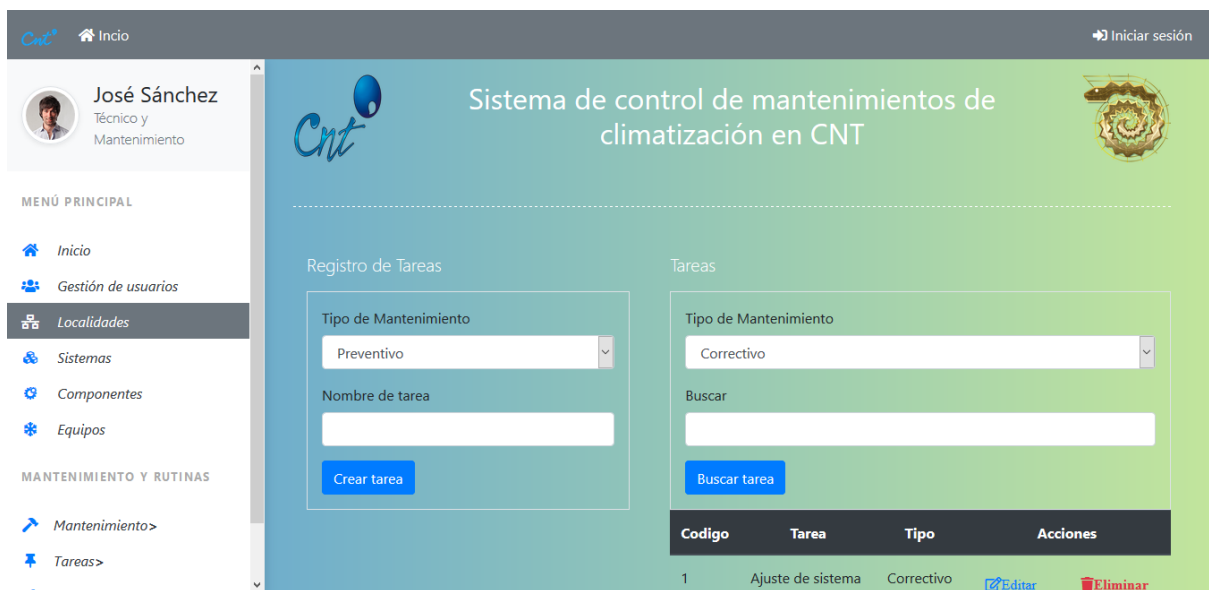 Cnt Incio Iniciar sesión
José Sánchez
Técnico y
Mantenimiento
MENÚ PRINCIPAL
Inicio
Gestión de usuarios
Localidades
Sistemas
Componentes
Equipos
MANTENIMIENTO Y RUTINAS
Mantenimiento>
Tareas>
Cnt
Sistema de control de mantenimientos de
climatización en CNT
Registro de Tareas
Tipo de Mantenimiento
Preventivo
Nombre de tarea
Crear tarea
Tareas
Tipo de Mantenimiento
Correctivo
Buscar
Buscar tarea
Codigo Tarea Tipo Acciones
1 Ajuste de sistema Correctivo Editar Eliminar